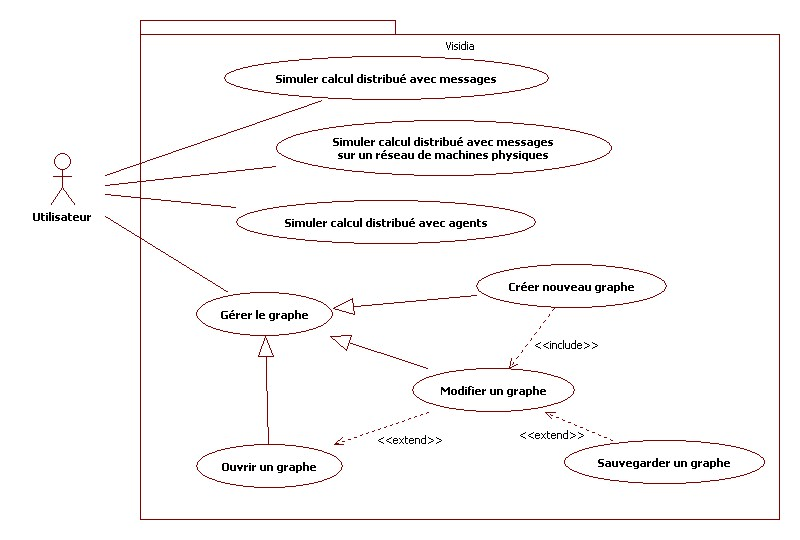 Visidia
Simuler calcul distribué avec messages
Simuler calcul distribué avec messages
sur un réseau de machines physiques
Utilisateur
Simuler calcul distribué avec agents
Créer nouveau graphe
Gérer le graphe
<<include>>
Modifier un graphe
<<extend>>
<<extend>>
Ouvrir un graphe
Sauvegarder un graphe